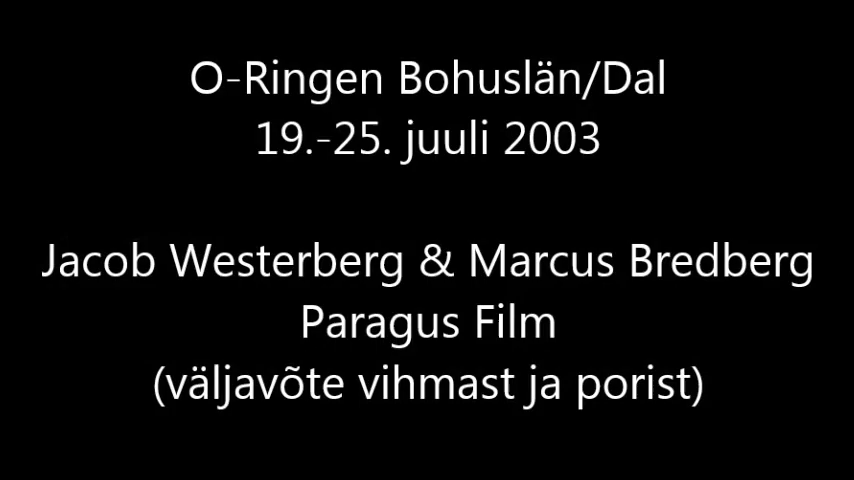 O-Ringen Bohuslän/Dal
19.-25. juuli 2003
Jacob Westerberg & Marcus Bredberg
Paragus Film
(väljavõte vihmast ja porist)